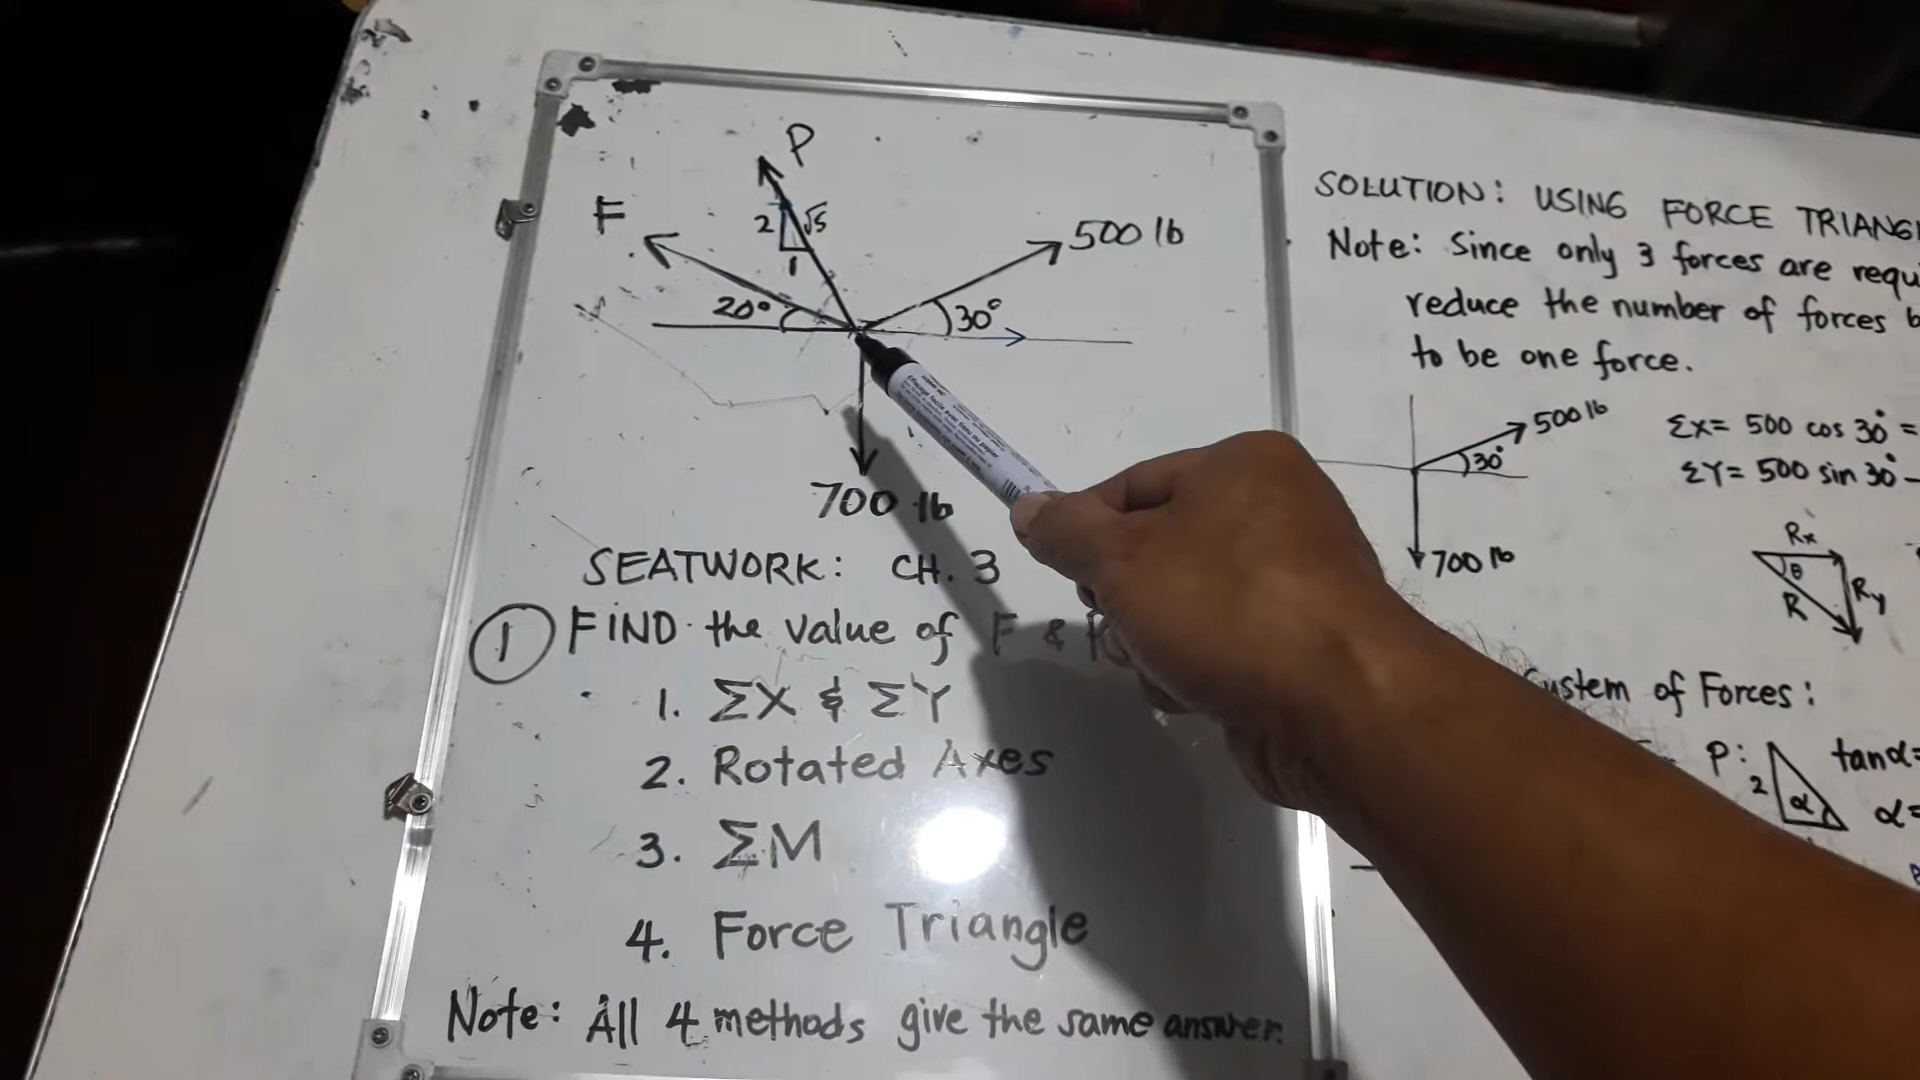 P
F
2
√5
1
500 lb
20°
30°
700 lb
SEATWORK: CH. 3
1 FIND the value of F &
1. ΣX & ΣY
2. Rotated Axes
3. ΣM
4. Force Triangle
Note: All 4 methods give the same answer.
SOLUTION: USING FORCE
Note: Since only 3 forces are
reduce the number of forces
to be one force.
500 lb
30°
700 lb
ΣX= 500 cos 30° =
ΣY= 500 sin 30° -
Rx
θ
R
Ry
of Forces:
P:
2
α
tanα=
α=